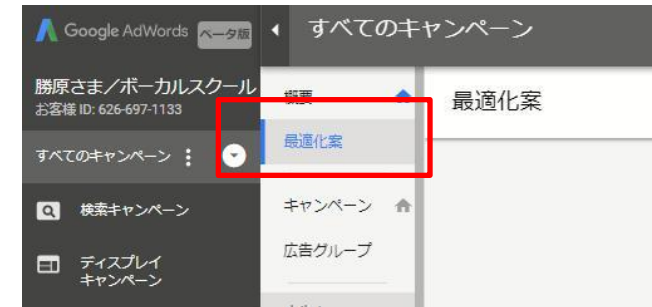 Google AdWords ベータ版
すべてのキャンペーン
勝原さま／ボーカルスクール
お客様 ID: 626-697-1133
すべてのキャンペーン
検索キャンペーン
ディスプレイ
キャンペーン
概要
最適化案
キャンペーン
広告グループ
最適化案